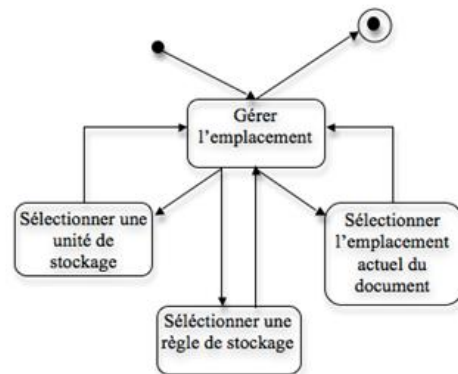 Gérer
l'emplacement
Sélectionner une
unité de
stockage
Sélectionner
l'emplacement
actuel du
document
Séléctionner une
règle de stockage